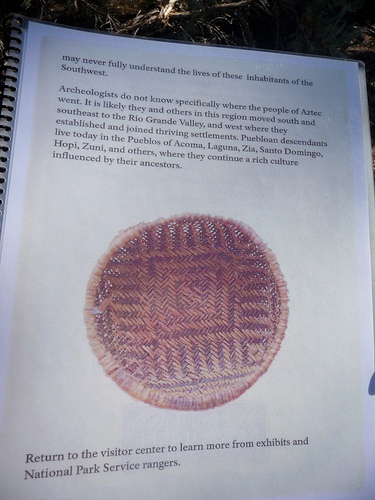 may never fully understand the lives of these inhabitants of the
Southwest.
Archeologists do not know specifically where the people of Aztec
went. It is likely they and others in this region moved south and
southeast to the Rio Grande Valley, and west where they
established and joined thriving settlements. Puebloan descendants
live today in the Pueblos of Acoma, Laguna, Zia, Santo Domingo,
Hopi, Zuni, and others, where they continue a rich culture
influenced by their ancestors.
Return to the visitor center to learn more from exhibits and
National Park Service rangers.